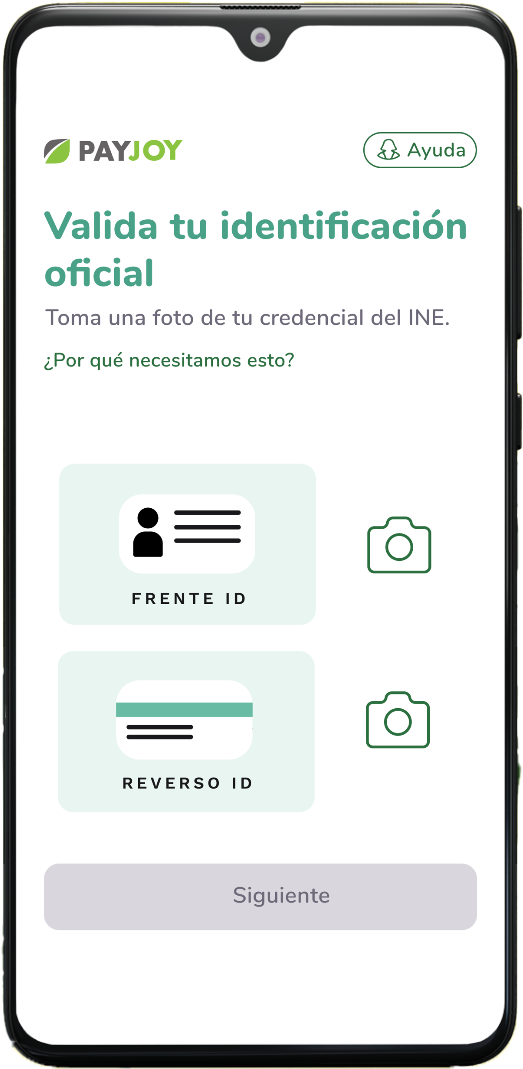 PAYJOY
Ayuda
Valida tu identificación
oficial
Toma una foto de tu credencial del INE.
¿Por qué necesitamos esto?
FRENTE ID
REVERSO ID
Siguiente